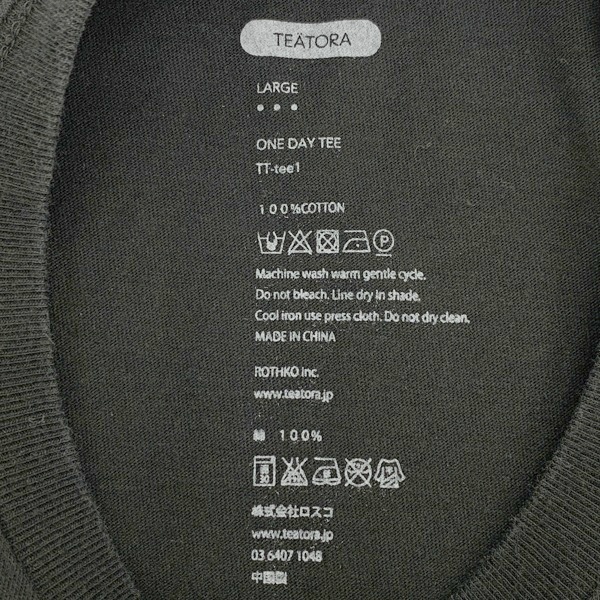 TEÄTORA
LARGE
ONE DAY TEE
TT-tee1
100%COTTON
P
Machine wash warm gentle cycle.
Do not bleach. Line dry in shade.
Cool iron use press cloth. Do not dry clean.
MADE IN CHINA
ROTHKO inc.
www.teatora.jp
綿 100%
株式会社ロスコ
www.teatora.jp
03 6407 1048
中国製